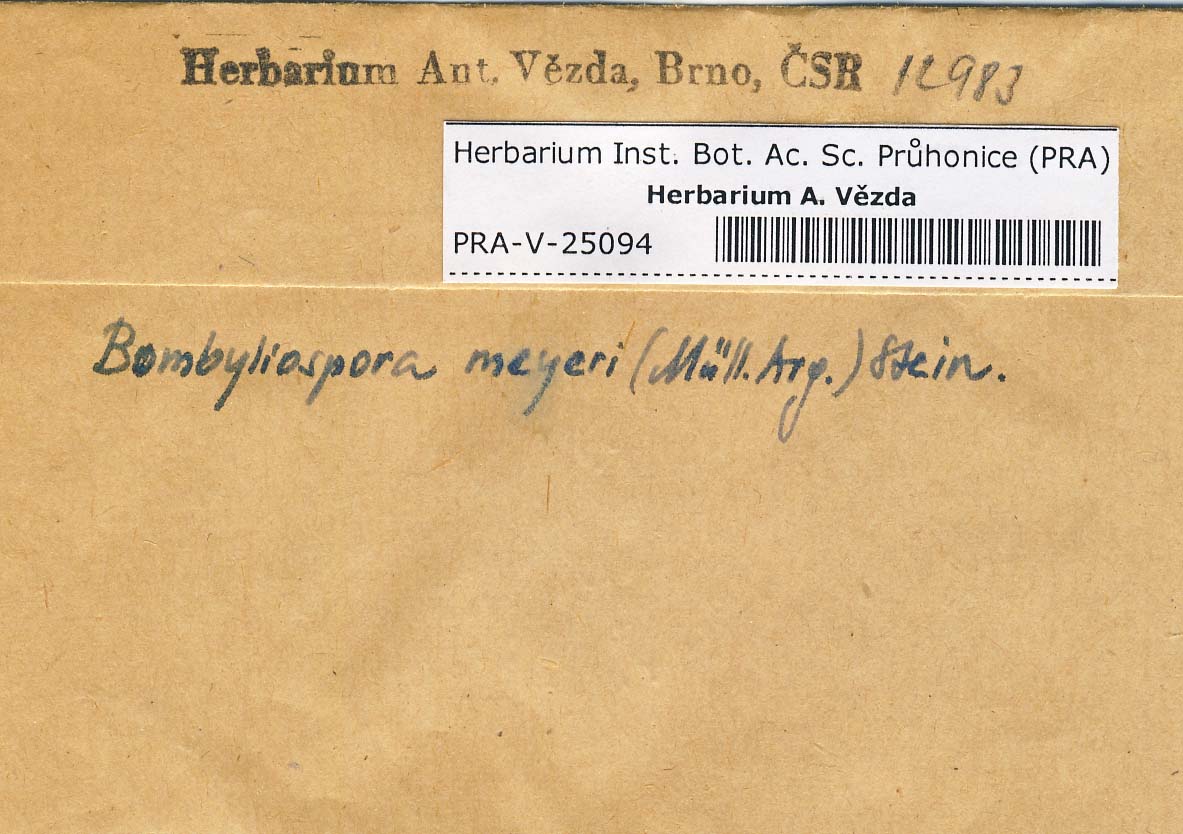 Herbarium Ant. Vězda, Brno, ČSR 12983
Herbarium Inst. Bot. Ac. Sc. Průhonice (PRA)
Herbarium A. Vězda
PRA-V-25094
Bombyliospora meyeri (Müll. Arg.) Stein.